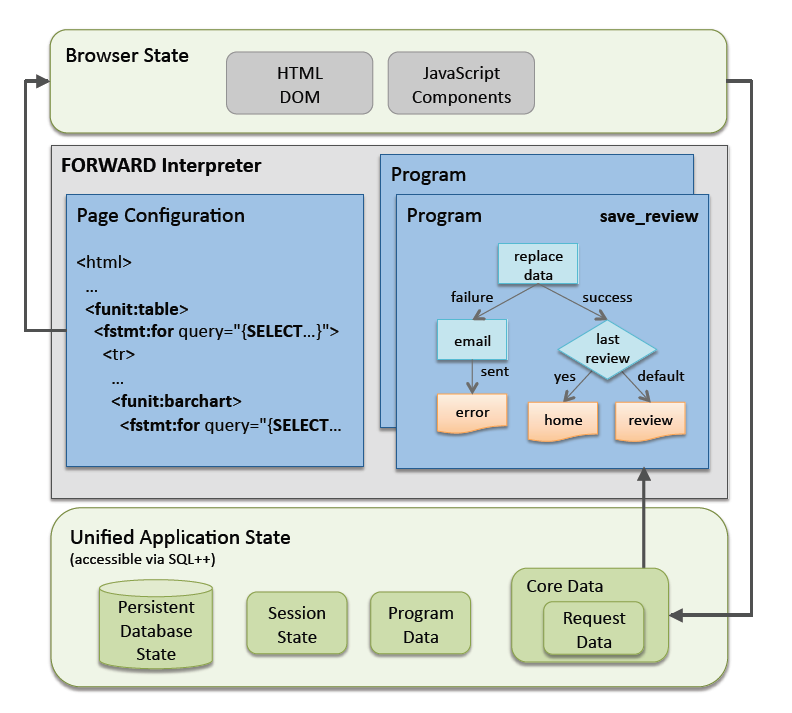 Browser State
HTML
DOM
JavaScript
Components
FORWARD Interpreter
Page Configuration
<html>
...
<funit:table>
<fstmt:for query="{SELECT...}">
<tr>
...
<funit:barchart>
<fstmt:for query="{SELECT...
Program
Program
save_review
replace
data
failure
success
email
last
review
sent
yes
default
error
home
review
Unified Application State
(accessible via SQL++)
Persistent
Database
State
Session
State
Program
Data
Core Data
Request
Data